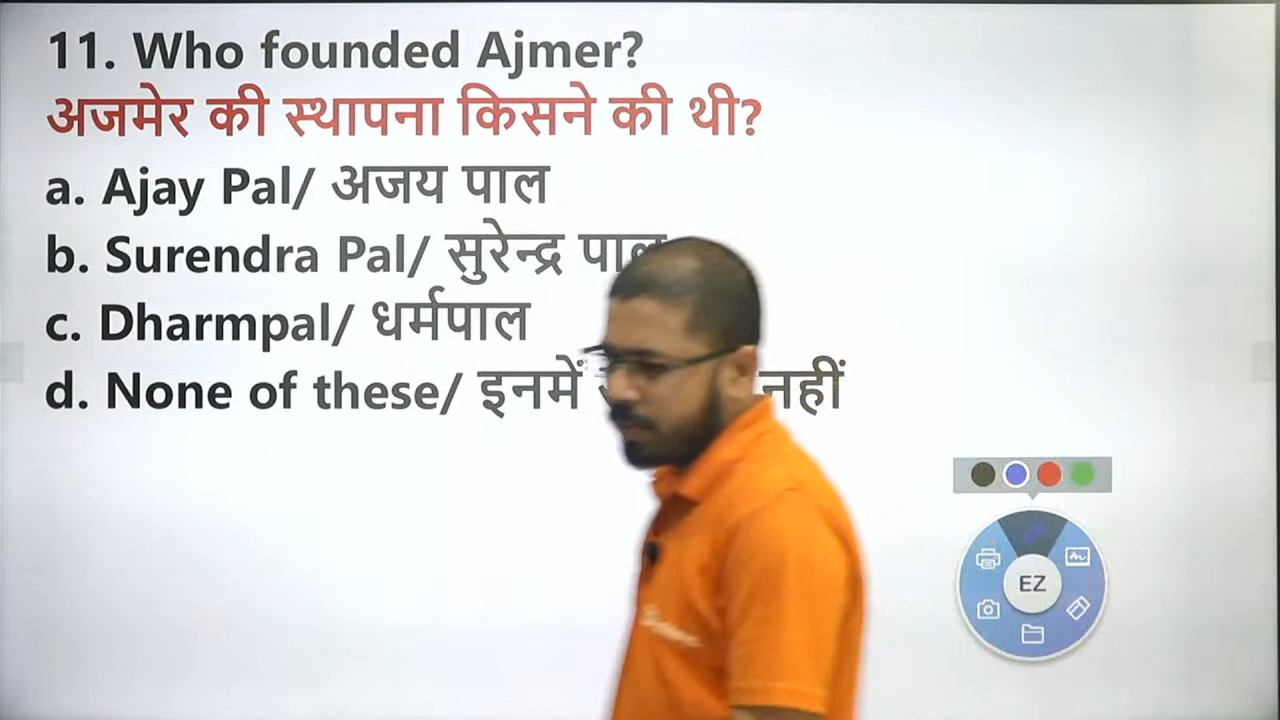 11. Who founded Ajmer?
अजमेर की स्थापना किसने की थी?
a. Ajay Pal/ अजय पाल
b. Surendra Pal/ सुरेन्द्र पाल
c. Dharmpal/ धर्मपाल
d. None of these/ इनमें नहीं
EZ